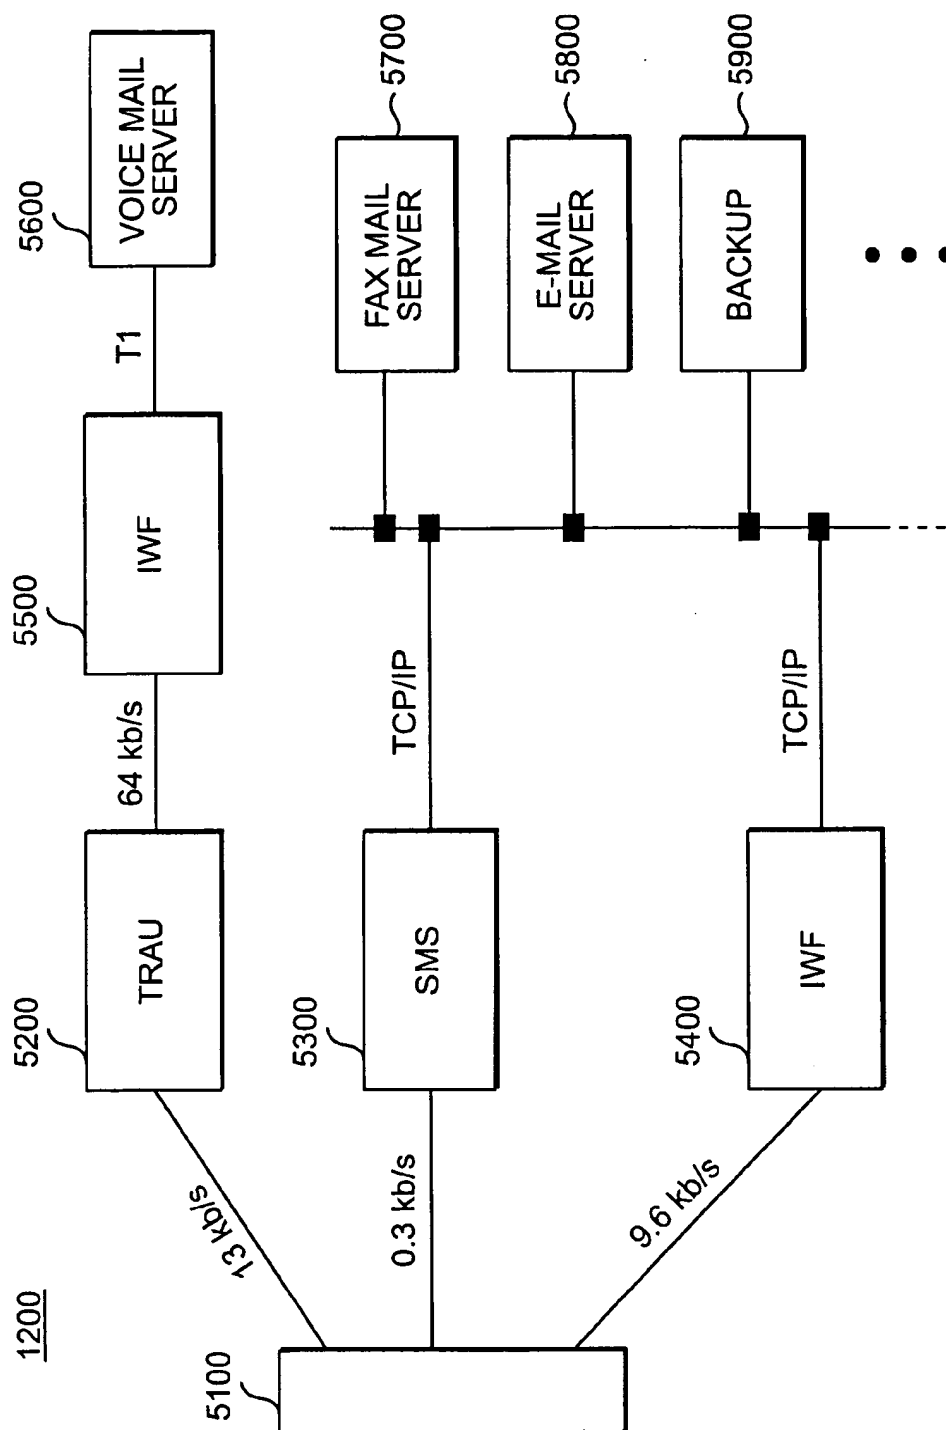 1200
5100
13 kb/s
0.3 kb/s
9.6 kb/s
5200
TRAU
5300
SMS
5400
IWF
64 kb/s
TCP/IP
TCP/IP
5500
IWF
T1
5600
VOICE MAIL
SERVER
FAX MAIL
SERVER
5700
E-MAIL
SERVER
5800
BACKUP
5900